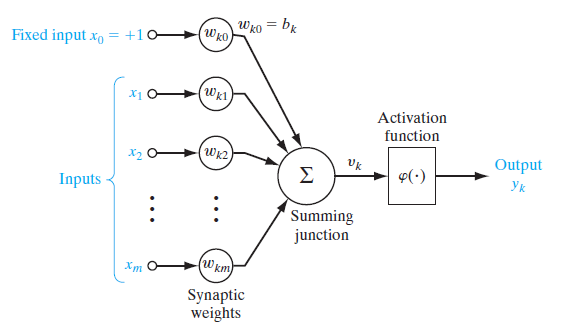 Fixed input x₀ = +1
wₖ₀
wₖ₀ = bₖ
x₁
wₖ₁
Activation
function
x₂
wₖ₂
Inputs
Σ
vₖ
φ(·)
Output
yₖ
⋮
⋮
Summing
junction
xₘ
wₖₘ
Synaptic
weights